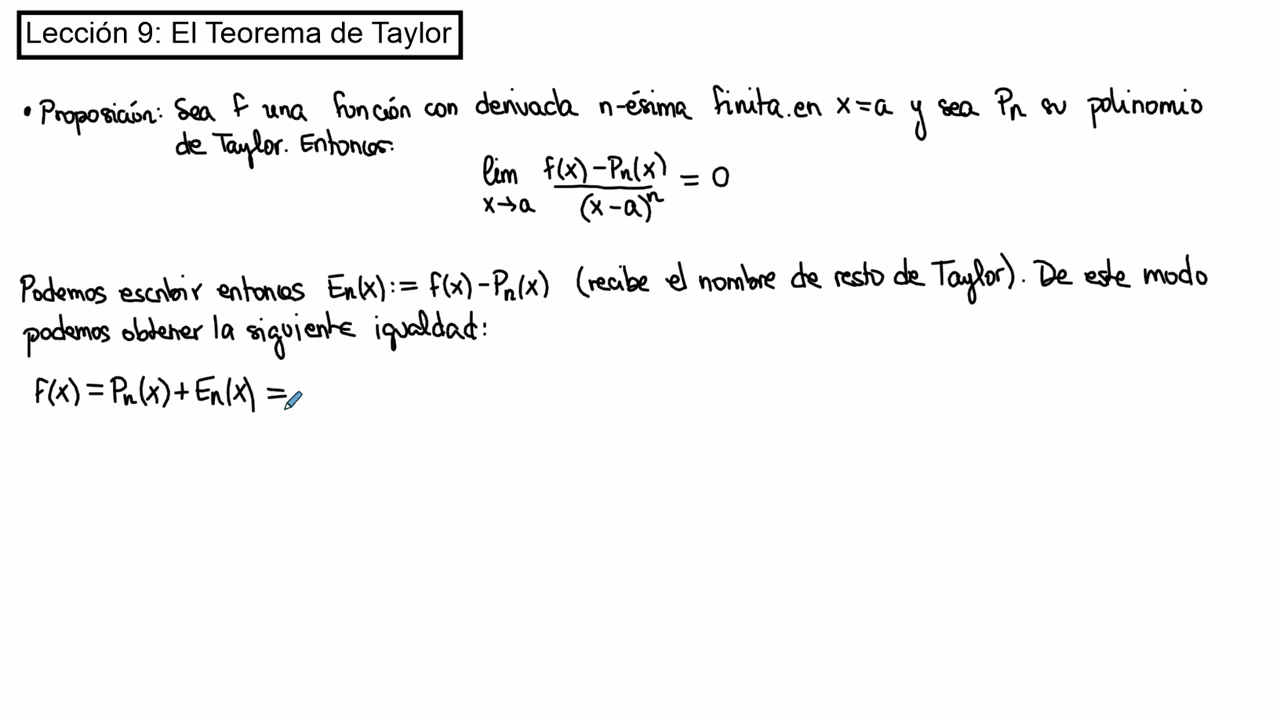 Lección 9: El Teorema de Taylor
• Proposición: Sea f una función con derivada n-ésima finita en x=a y sea Pn su polinomio
de Taylor. Entonces:
lim x→a (f(x) - Pn(x)) / (x-a)^n = 0
Podemos escribir entonces En(x) := f(x) - Pn(x) (recibe el nombre de resto de Taylor). De este modo
podemos obtener la siguiente igualdad:
f(x) = Pn(x) + En(x) =